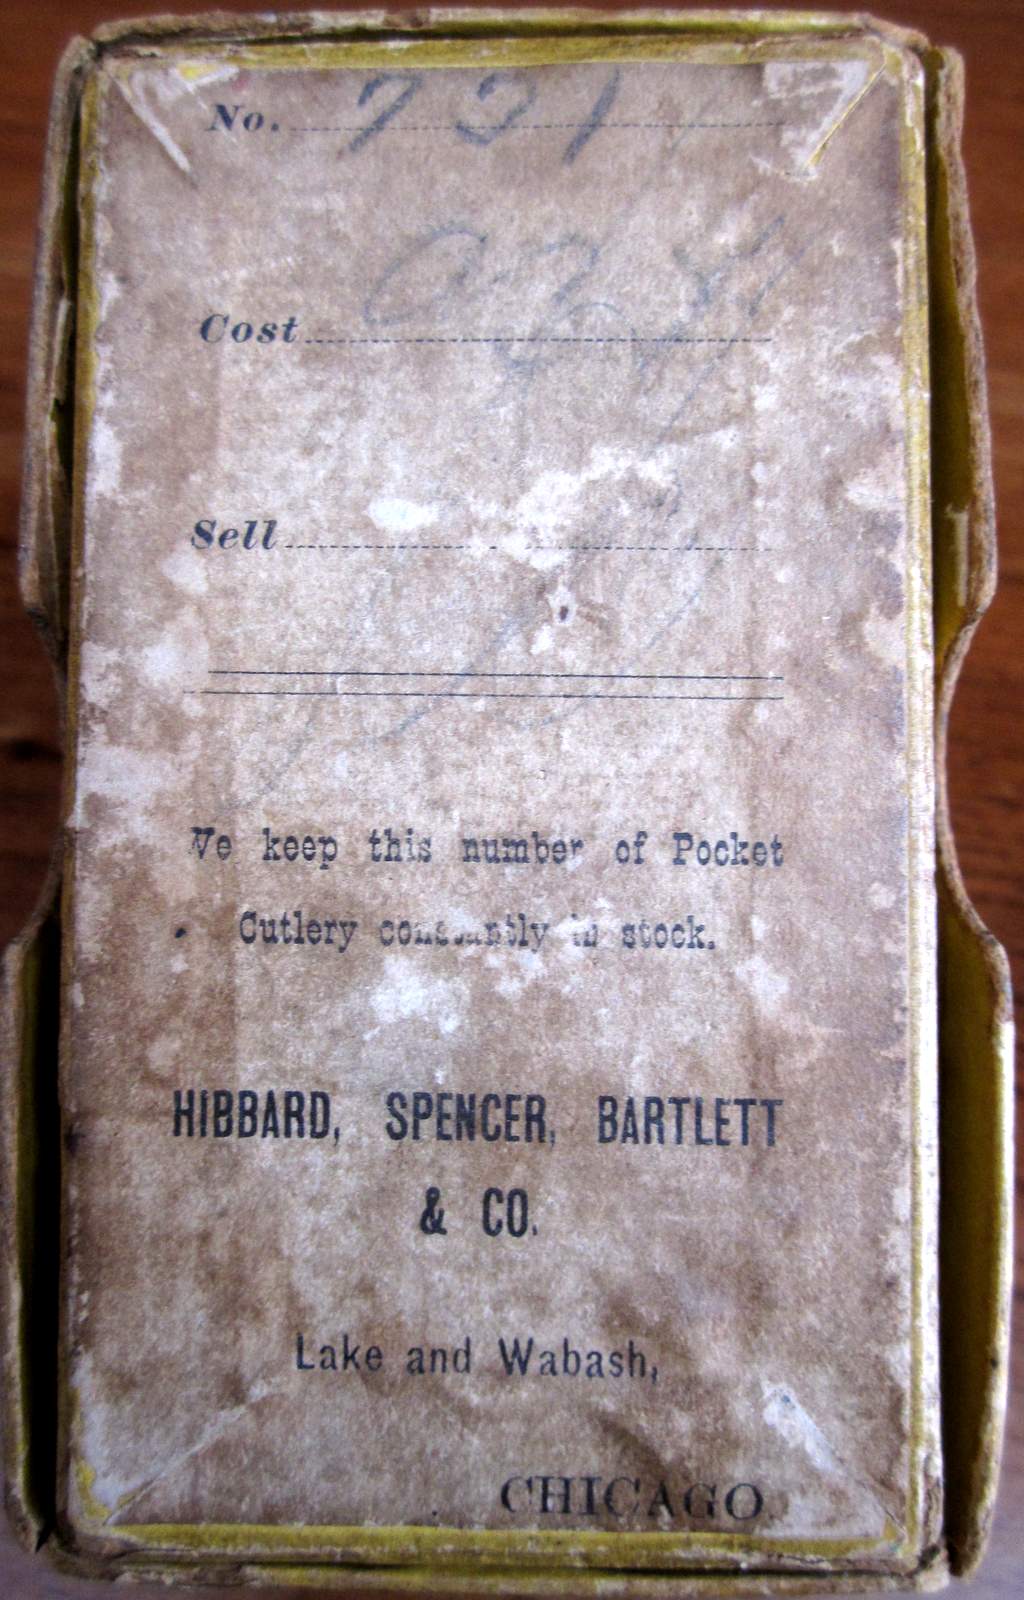 No. 731
Cost
Sell
We keep this number of Pocket
Cutlery constantly in stock.
HIBBARD, SPENCER, BARTLETT
& CO.
Lake and Wabash,
CHICAGO